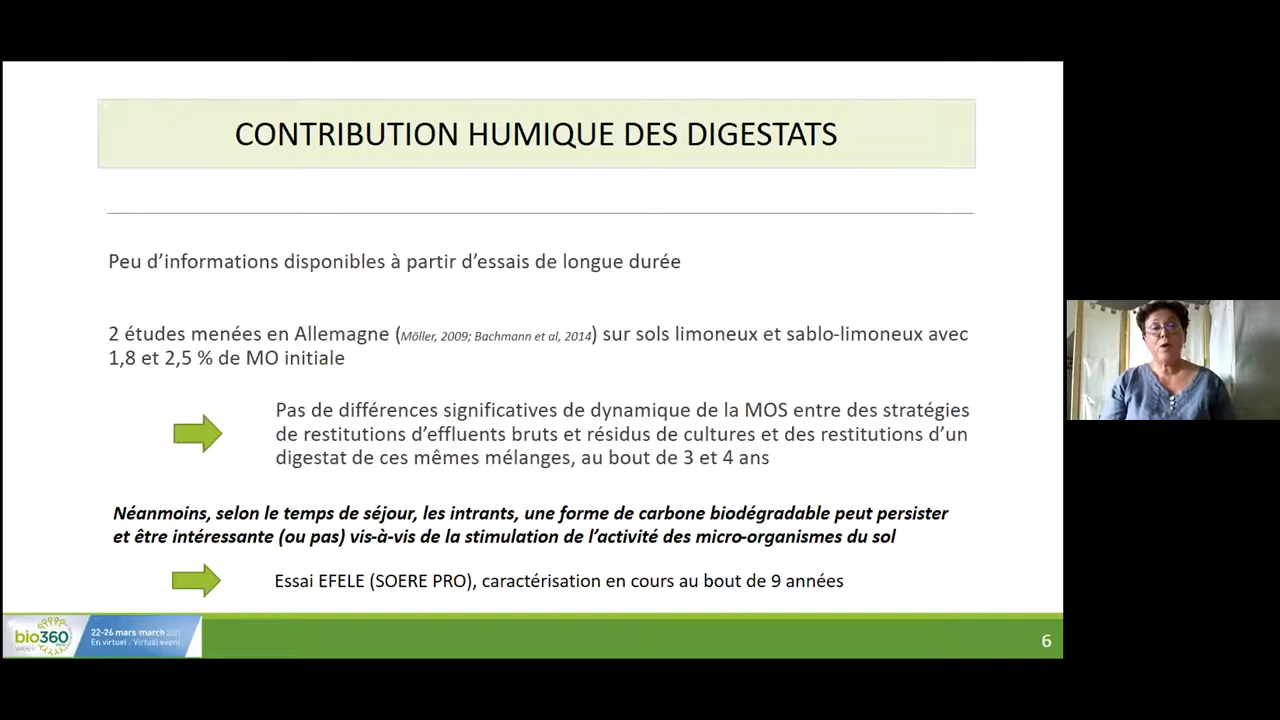 CONTRIBUTION HUMIQUE DES DIGESTATS
Peu d’informations disponibles à partir d’essais de longue durée
2 études menées en Allemagne (Möller, 2009; Bachmann et al, 2014) sur sols limoneux et sablo-limoneux avec
1,8 et 2,5 % de MO initiale
Pas de différences significatives de dynamique de la MOS entre des stratégies
de restitutions d’effluents bruts et résidus de cultures et des restitutions d’un
digestat de ces mêmes mélanges, au bout de 3 et 4 ans
Néanmoins, selon le temps de séjour, les intrants, une forme de carbone biodégradable peut persister
et être intéressante (ou pas) vis-à-vis de la stimulation de l’activité des micro-organismes du sol
Essai EFELE (SOERE PRO), caractérisation en cours au bout de 9 années
bio360
week
22-26 mars march
En virtuel : Virtual event
6